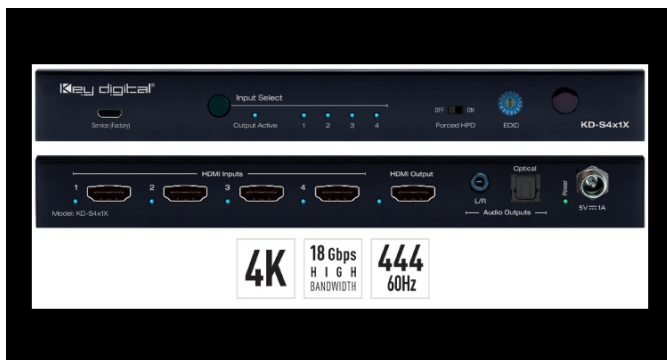 Key digital®
Input Select
Service (Factory)
Output Active
1 2 3 4
OFF ON
Forced HPD
EDID
KD-S4x1X
HDMI Inputs
HDMI Output
1 2 3 4
Model: KD-S4x1X
L/R
Optical
Audio Outputs
Power
5V⎓1A
4K
18 Gbps
HIGH
BANDWIDTH
444
60Hz